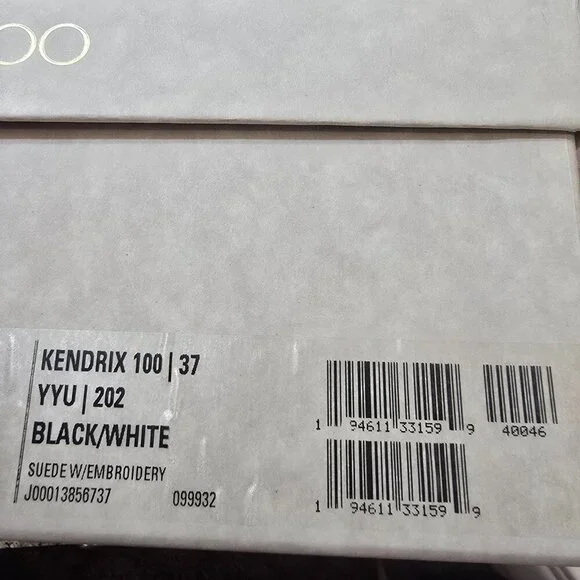 OO
KENDRIX 100 | 37
YYU | 202
BLACK/WHITE
SUEDE W/EMBROIDERY
J00013856737 099932
1 94611 33159 9
40046
1 94611 33159 9